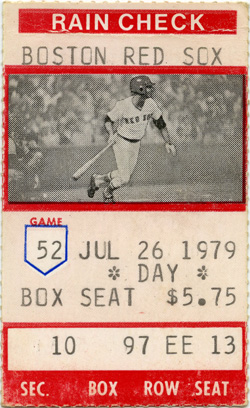 RAIN CHECK
BOSTON RED SOX
RED SOX
GAME
52 JUL 26 1979
* DAY *
BOX SEAT $5.75
10 97 EE 13
SEC. BOX ROW SEAT